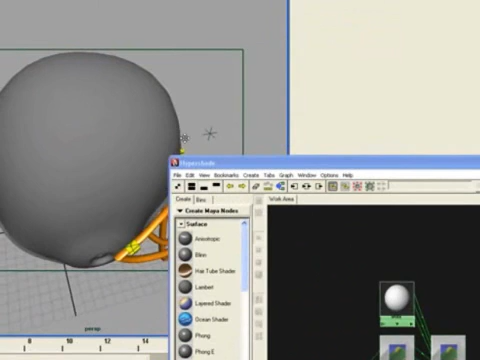 Hypershade
File Edit View Bookmarks Create Tabs Graph Window Options Help
Create Bins
Work Area
Create Maya Nodes
Surface
Anisotropic
Blinn
Hair Tube Shader
Lambert
Layered Shader
Ocean Shader
Phong
Phong E
persp
8 10 12 14